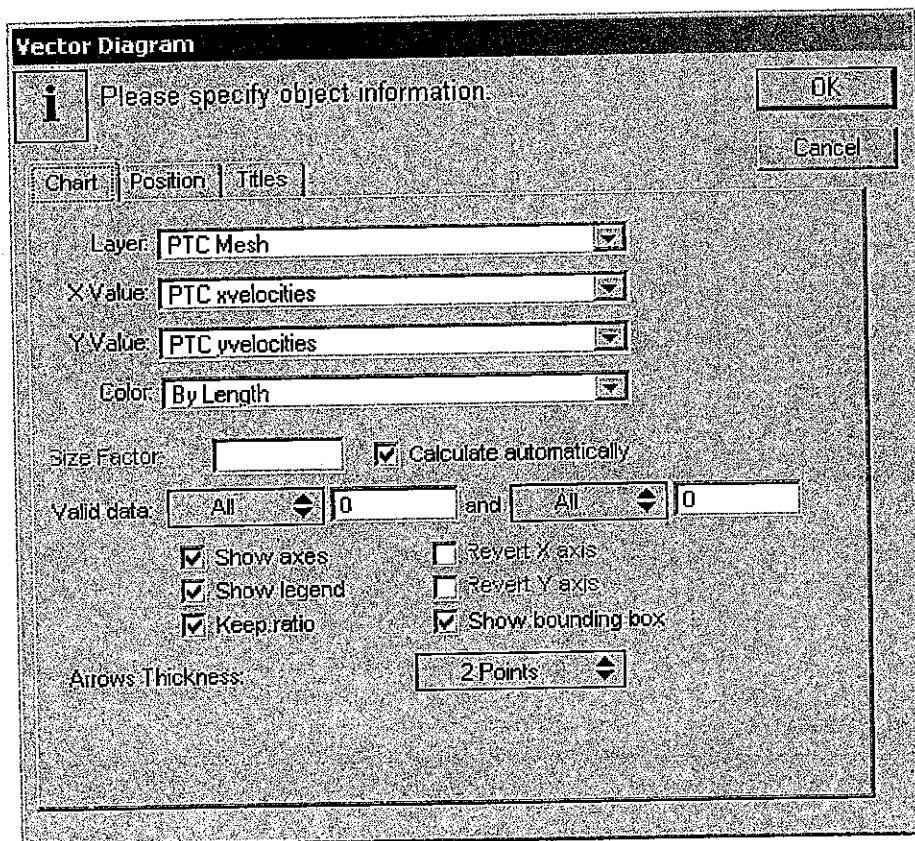 Vector Diagram
i Please specify object information. OK
Cancel
Chart Position Titles
Layer: PTC Mesh
X Value: PTC xvelocities
Y Value: PTC yvelocities
Color: By Length
Size Factor: Calculate automatically
Valid data: All 0 and All 0
Show axes Revert X axis
Show legend Revert Y axis
Keep ratio Show bounding box
Arrows Thickness: 2 Points